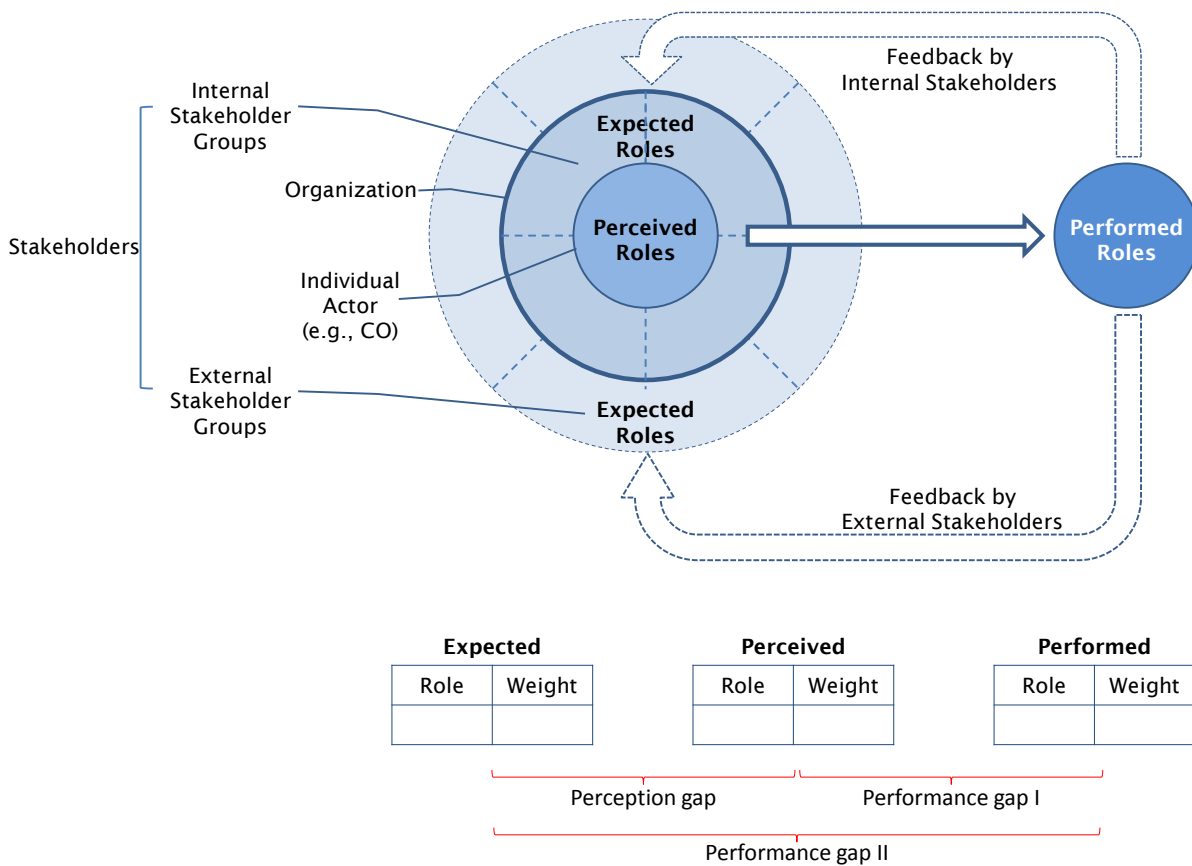 Feedback by
Internal Stakeholders
Internal
Stakeholder
Groups
Organization
Stakeholders
Individual
Actor
(e.g., CO)
External
Stakeholder
Groups
Expected
Roles
Perceived
Roles
Expected
Roles
Performed
Roles
Feedback by
External Stakeholders
Expected
Role Weight
Perceived
Role Weight
Performed
Role Weight
Perception gap
Performance gap I
Performance gap II